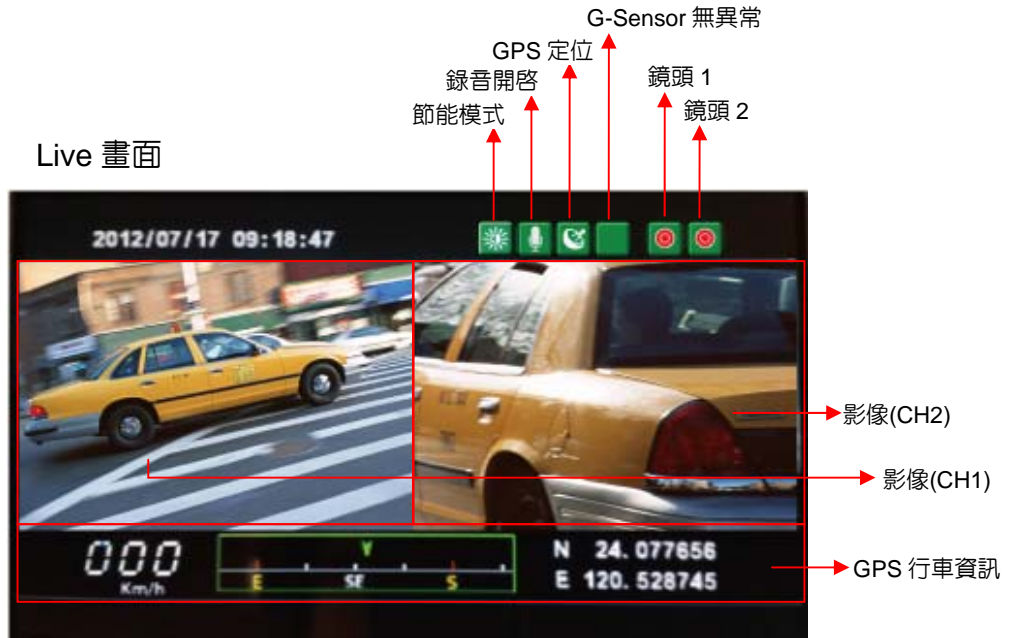 G-Sensor 無異常
GPS 定位
錄音開啓
節能模式
鏡頭 1
鏡頭 2
Live 畫面
2012/07/17 09:18:47
影像(CH2)
影像(CH1)
000
Km/h
E SE S
N 24.077656
E 120.528745
GPS 行車資訊